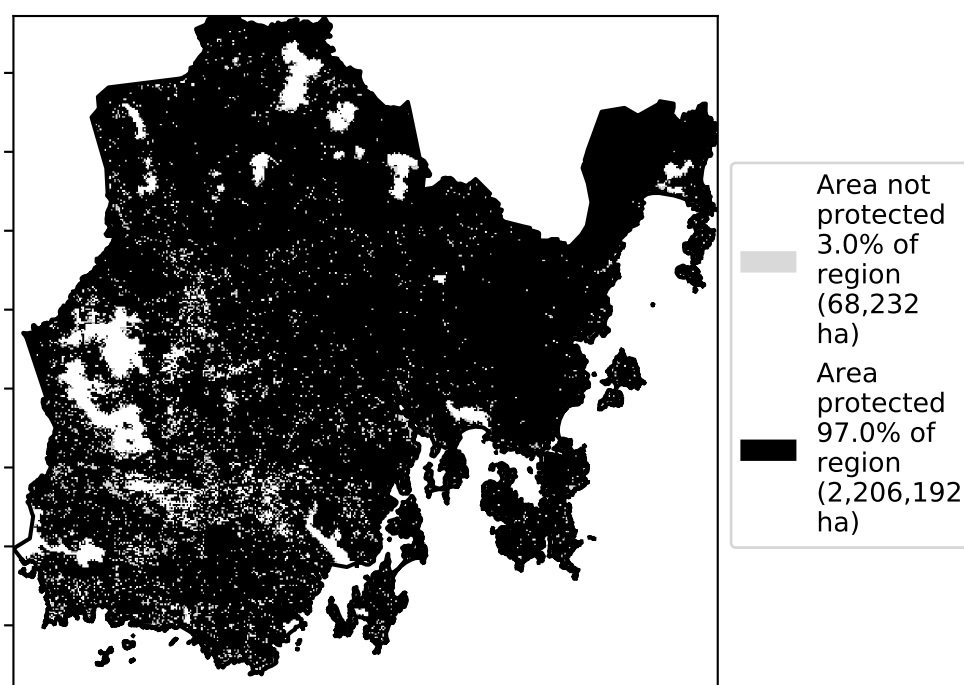 Area not
protected
3.0% of
region
(68,232
ha)
Area
protected
97.0% of
region
(2,206,192
ha)